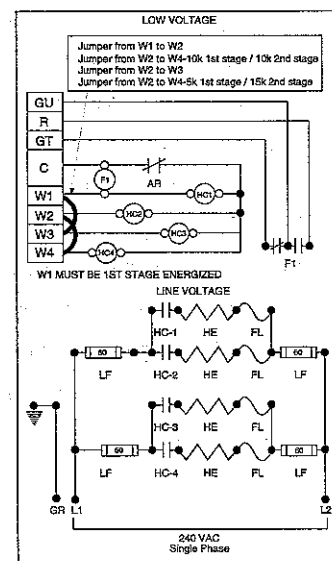 LOW VOLTAGE
Jumper from W1 to W2
Jumper from W2 to W4-10k 1st stage / 10k 2nd stage
Jumper from W2 to W3
Jumper from W2 to W4-5k 1st stage / 15k 2nd stage
GU
R
GT
C
F1
AR
W1
HC1
W2
HC2
W3
HC3
W4
HC4
F1
W1 MUST BE 1ST STAGE ENERGIZED
LINE VOLTAGE
HC-1 HE FL
60 60
LF HC-2 HE FL LF
HC-3 HE FL
60 60
LF HC-4 HE FL LF
GR L1 L2
240 VAC
Single Phase